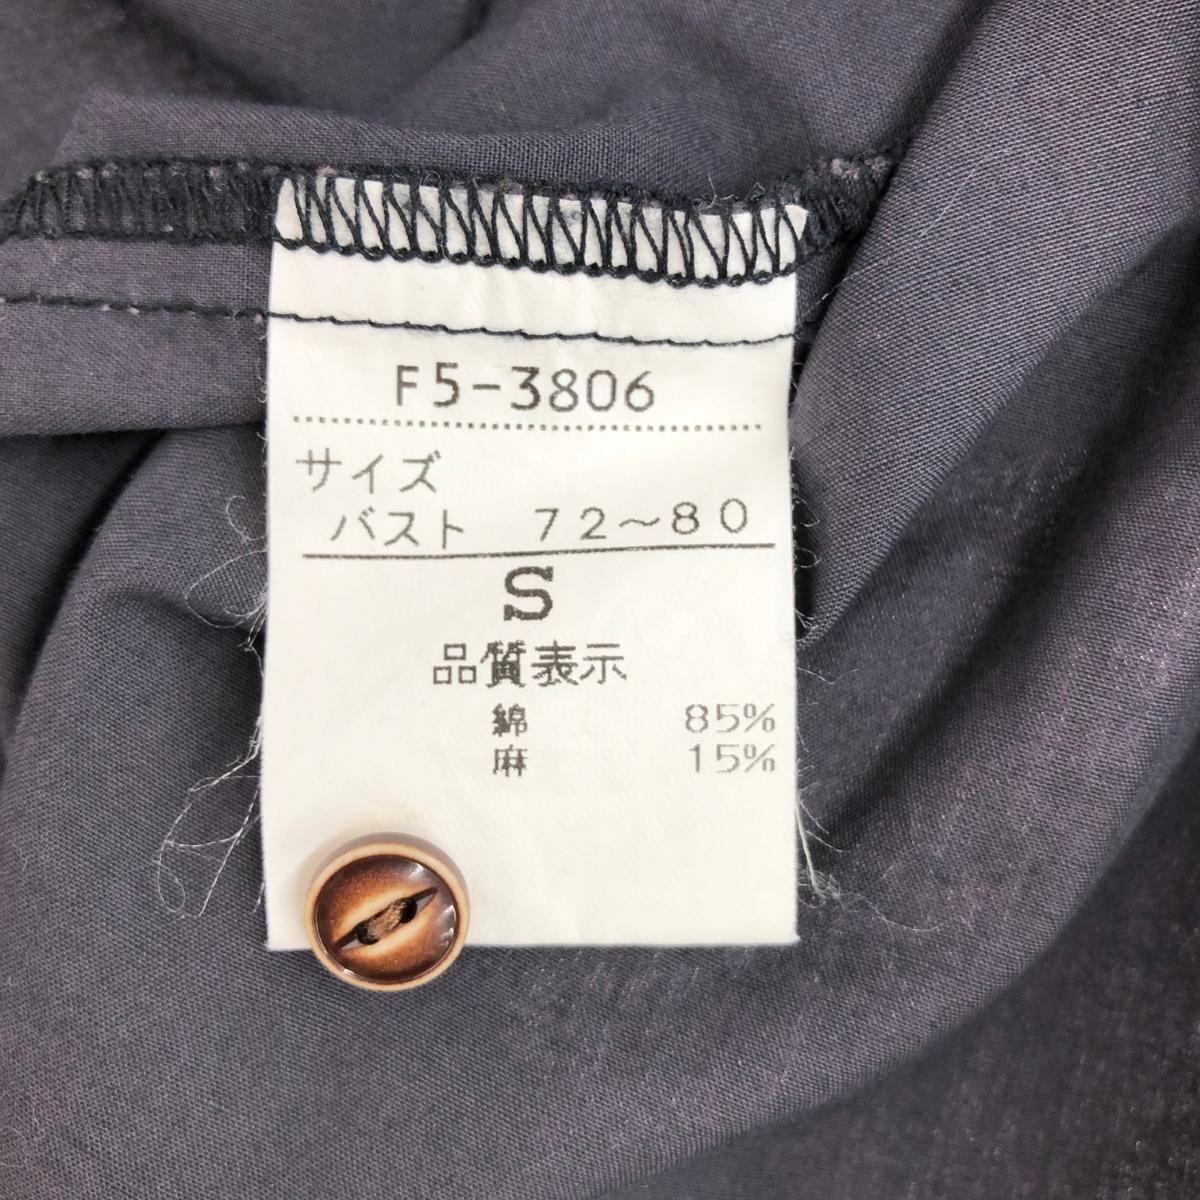 F5-3806
サイズ
バスト 72～80
S
品質表示
綿 85%
麻 15%